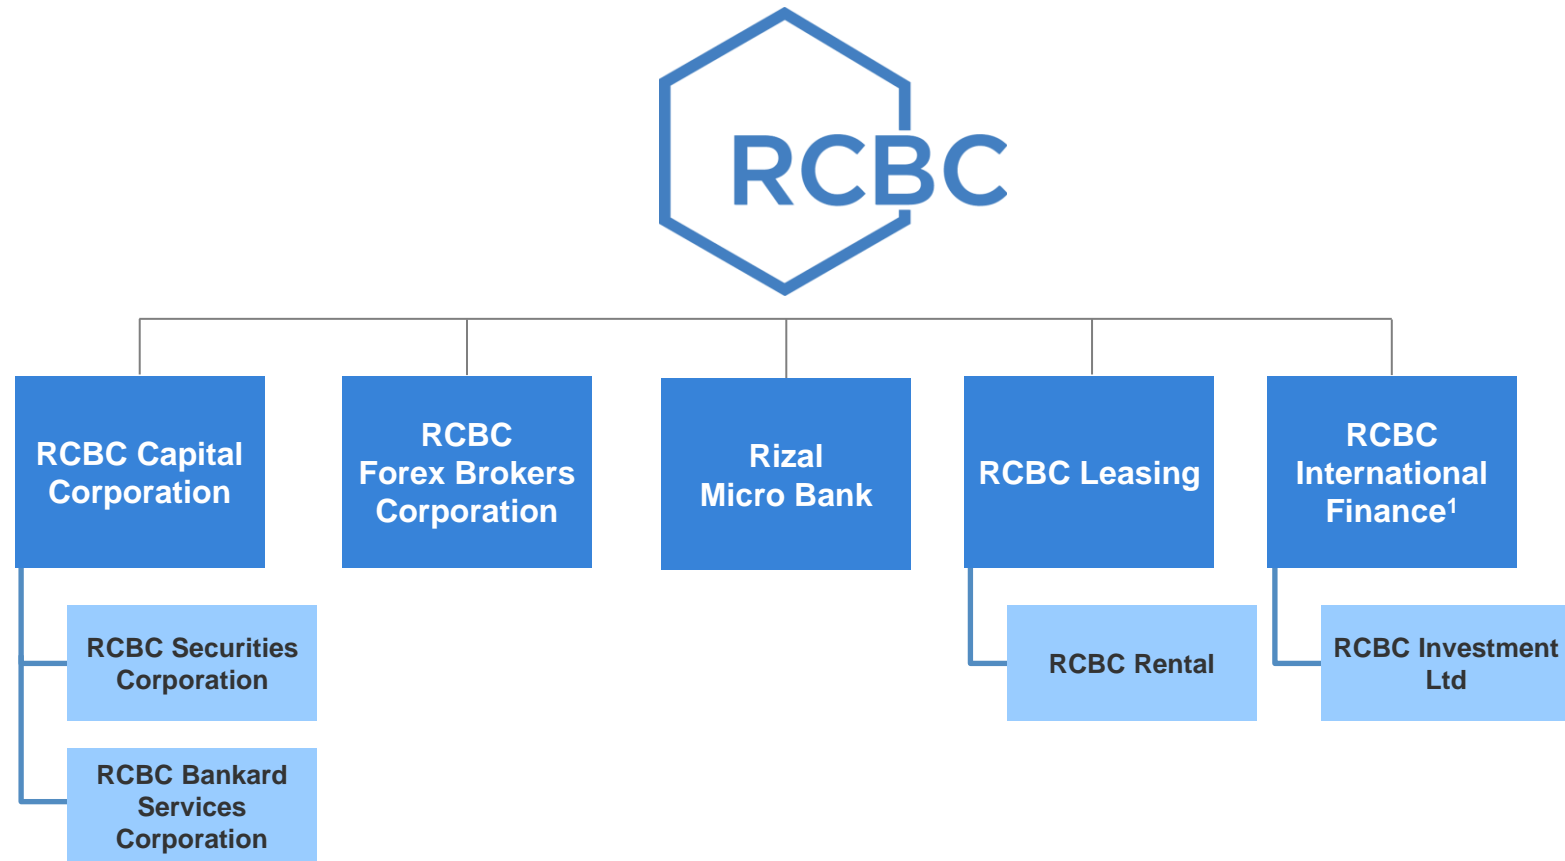 RCBC
RCBC Capital
Corporation
RCBC
Forex Brokers
Corporation
Rizal
Micro Bank
RCBC Leasing
RCBC
International
Finance¹
RCBC Securities
Corporation
RCBC Rental
RCBC Investment
Ltd
RCBC Bankard
Services
Corporation